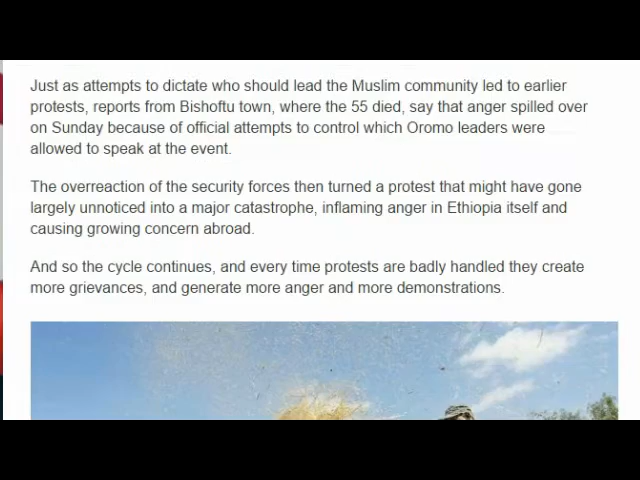 Just as attempts to dictate who should lead the Muslim community led to earlier
protests, reports from Bishoftu town, where the 55 died, say that anger spilled over
on Sunday because of official attempts to control which Oromo leaders were
allowed to speak at the event.
The overreaction of the security forces then turned a protest that might have gone
largely unnoticed into a major catastrophe, inflaming anger in Ethiopia itself and
causing growing concern abroad.
And so the cycle continues, and every time protests are badly handled they create
more grievances, and generate more anger and more demonstrations.